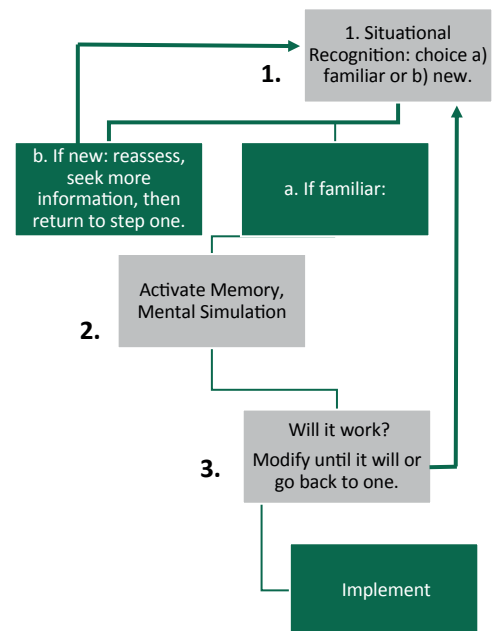 1. Situational
Recognition: choice a)
familiar or b) new.
1.
b. If new: reassess,
seek more
information, then
return to step one.
a. If familiar:
Activate Memory,
Mental Simulation
2.
Will it work?
Modify until it will or
go back to one.
3.
Implement